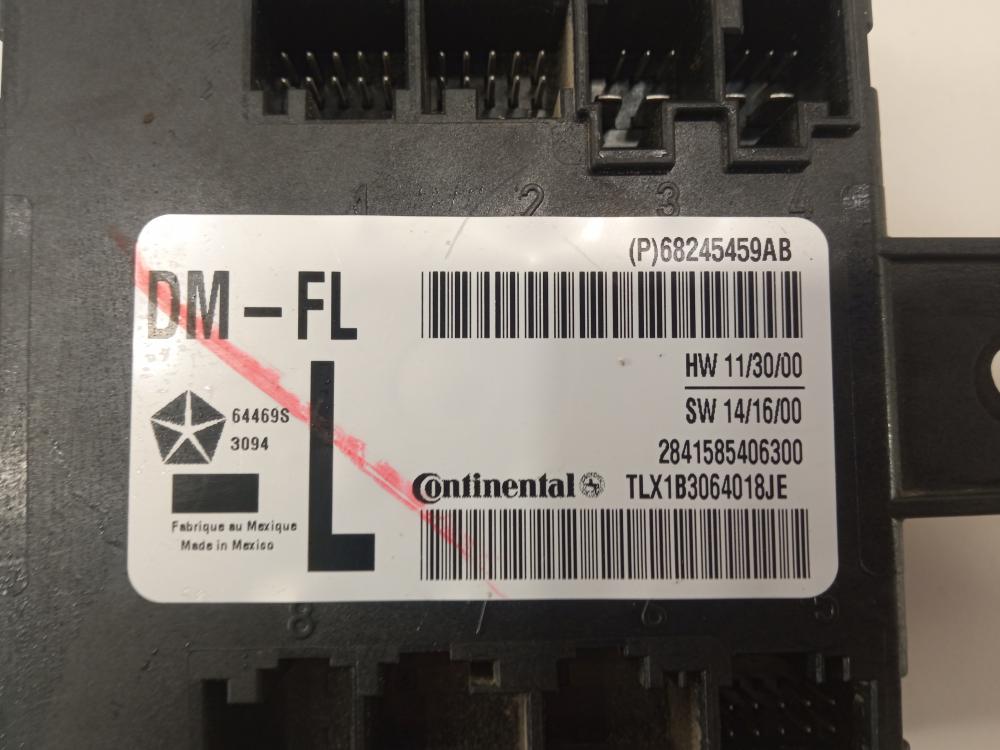 1 2 3 4
(P)68245459AB
DM-FL
HW 11/30/00
SW 14/16/00
L
64469S
3094
2841585406300
Continental
TLX1B3064018JE
Fabrique au Mexique
Made in Mexico
8 6 5